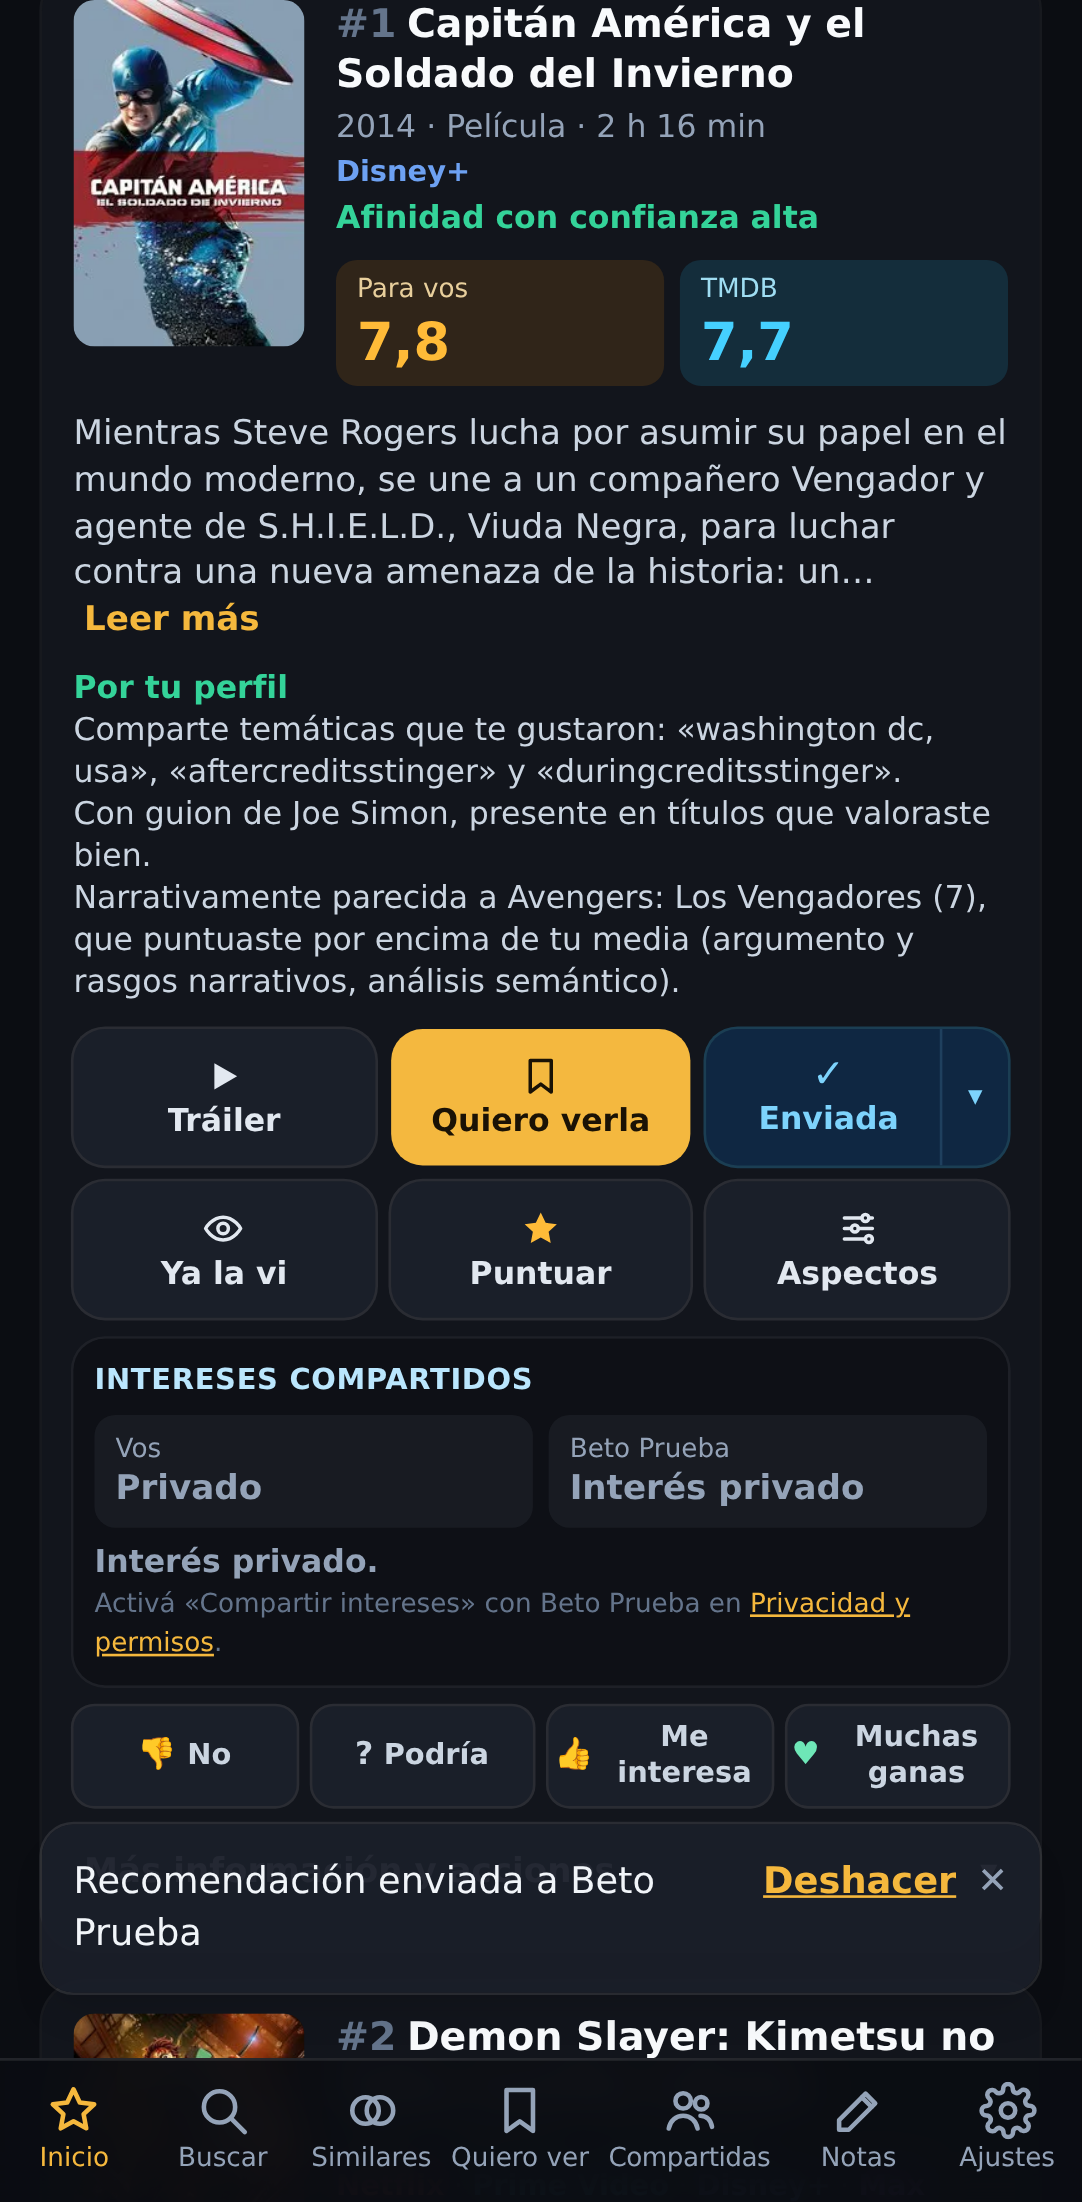 #1 Capitán América y el
Soldado del Invierno
2014 · Película · 2 h 16 min
Disney+
Afinidad con confianza alta
CAPITÁN AMÉRICA
EL SOLDADO DE INVIERNO
Para vos
7,8
TMDB
7,7
Mientras Steve Rogers lucha por asumir su papel en el
mundo moderno, se une a un compañero Vengador y
agente de S.H.I.E.L.D., Viuda Negra, para luchar
contra una nueva amenaza de la historia: un…
Leer más
Por tu perfil
Comparte temáticas que te gustaron: «washington dc,
usa», «aftercreditsstinger» y «duringcreditsstinger».
Con guion de Joe Simon, presente en títulos que valoraste
bien.
Narrativamente parecida a Avengers: Los Vengadores (7),
que puntuaste por encima de tu media (argumento y
rasgos narrativos, análisis semántico).
Tráiler
Quiero verla
✓
Enviada
▼
Ya la vi
Puntuar
Aspectos
INTERESES COMPARTIDOS
Vos
Privado
Beto Prueba
Interés privado
Interés privado.
Activá «Compartir intereses» con Beto Prueba en Privacidad y
permisos.
👎 No
? Podría
👍 Me
interesa
♥ Muchas
ganas
Más información y acciones
Recomendación enviada a Beto
Prueba
Deshacer ✕
#2 Demon Slayer: Kimetsu no
Inicio
Buscar
Similares
Quiero ver
Compartidas
Notas
Ajustes